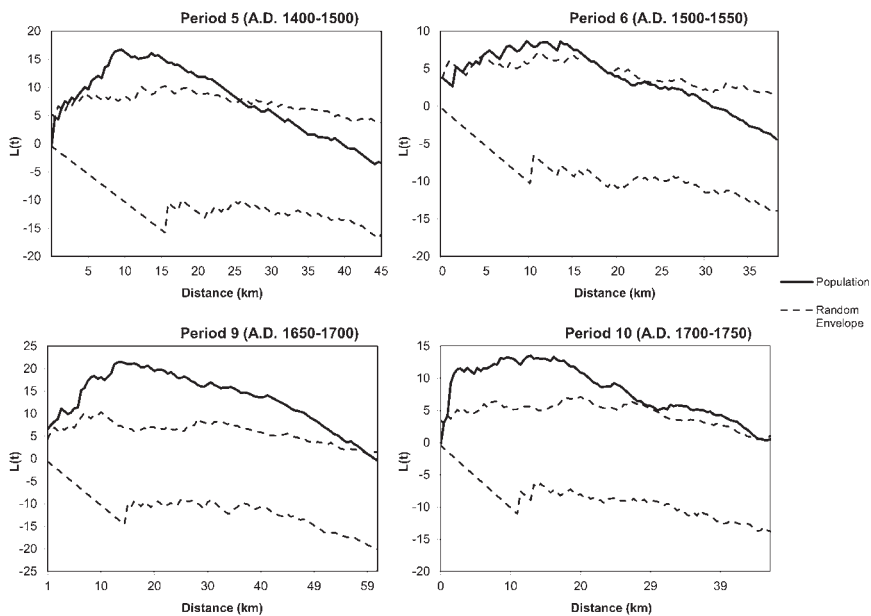 Period 5 (A.D. 1400-1500)
20
15
10
5
0
-5
-10
-15
-20
L(t)
5 10 15 20 25 30 35 40 45
Distance (km)
Period 6 (A.D. 1500-1550)
10
5
0
-5
-10
-15
-20
L(t)
0 5 10 15 20 25 30 35
Distance (km)
Population
Random
Envelope
Period 9 (A.D. 1650-1700)
25
20
15
10
5
0
-5
-10
-15
-20
-25
L(t)
1 10 20 30 40 49 59
Distance (km)
Period 10 (A.D. 1700-1750)
15
10
5
0
-5
-10
-15
-20
L(t)
0 10 20 29 39
Distance (km)